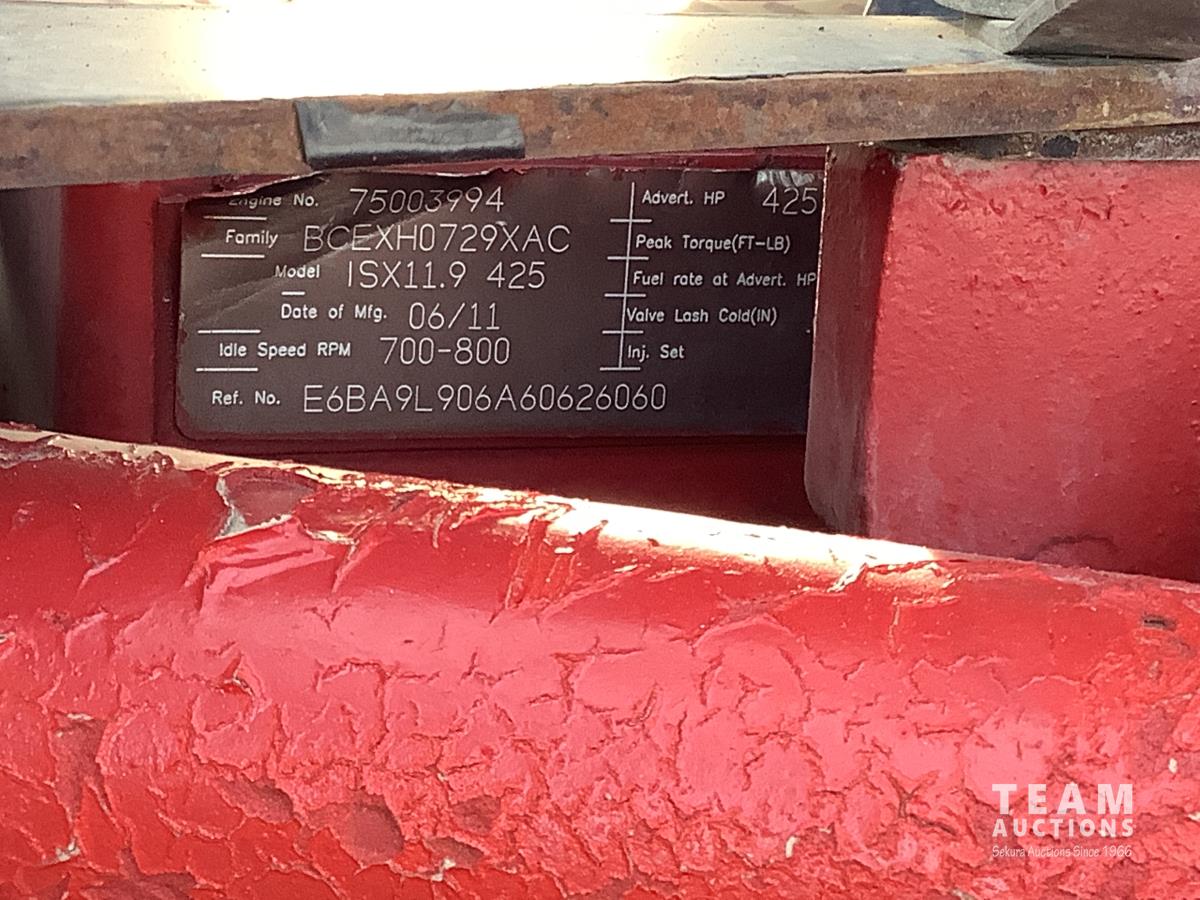 Engine No. 75003994
Family BCEXH0729XAC
Model ISX11.9 425
Date of Mfg. 06/11
Idle Speed RPM 700-800
Ref. No. E6BA9L906A60626060
Advert. HP 425
Peak Torque(FT-LB)
Fuel rate at Advert. HP
Valve Lash Cold(IN)
Inj. Set
TEAM
AUCTIONS
Sekura Auctions Since 1966